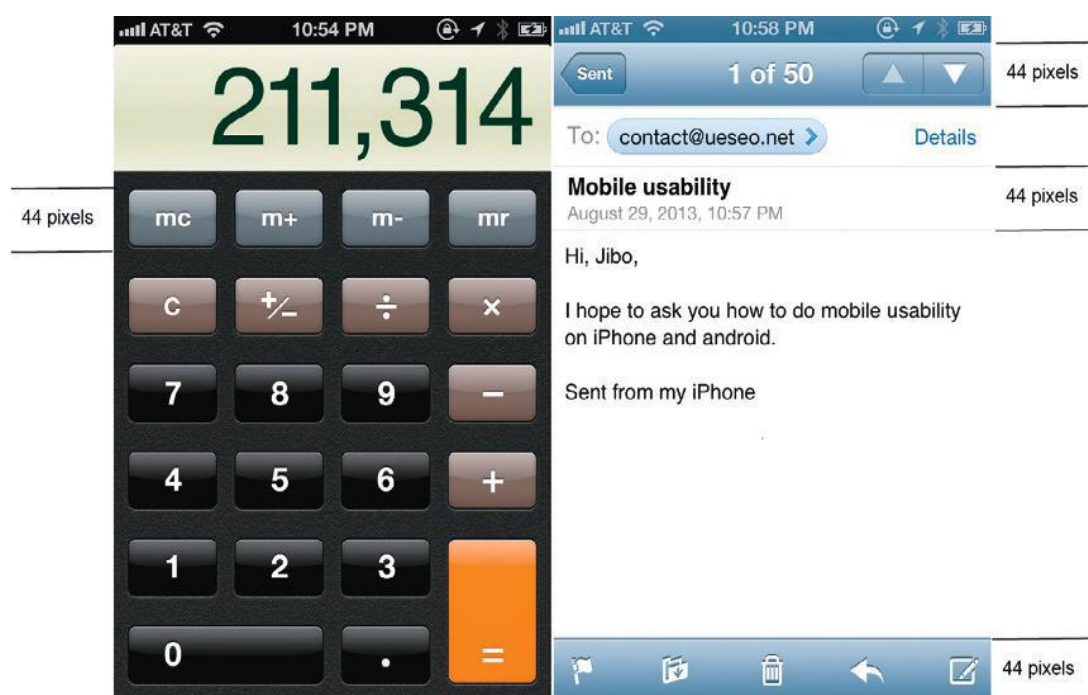 AT&T 10:54 PM
211,314
44 pixels
mc m+ m- mr
c +/− ÷ ×
7 8 9 −
4 5 6 +
1 2 3
0 . =
AT&T 10:58 PM
Sent 1 of 50
44 pixels
To: contact@ueseo.net Details
Mobile usability
August 29, 2013, 10:57 PM
44 pixels
Hi, Jibo,
I hope to ask you how to do mobile usability
on iPhone and android.
Sent from my iPhone
44 pixels